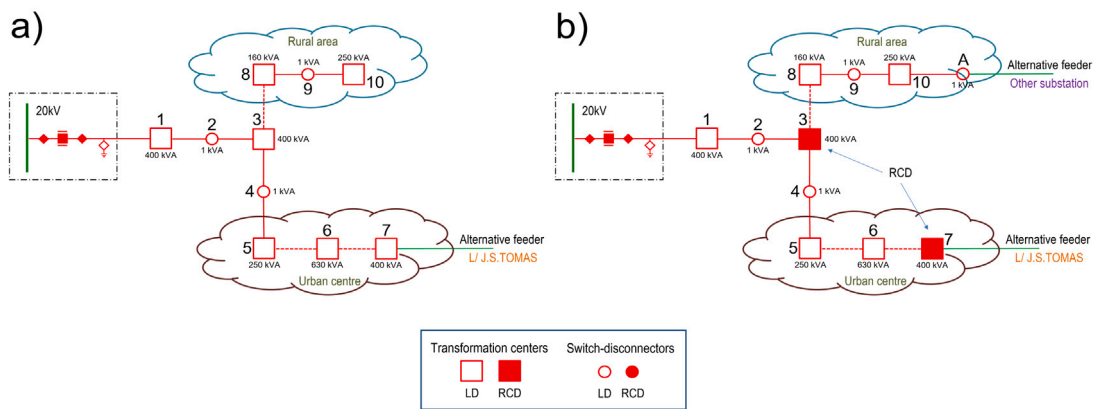 a)
Rural area
160 kVA
1 kVA
250 kVA
8
9
10
20kV
1
2
3
400 kVA
1 kVA
400 kVA
4
1 kVA
5
6
7
250 kVA
630 kVA
400 kVA
Alternative feeder
L/ J.S.TOMAS
Urban centre
b)
Rural area
160 kVA
1 kVA
250 kVA
A
8
9
10
1 kVA
Alternative feeder
Other substation
20kV
1
2
3
400 kVA
1 kVA
400 kVA
RCD
4
1 kVA
5
6
7
250 kVA
630 kVA
400 kVA
Alternative feeder
L/ J.S.TOMAS
Urban centre
Transformation centers
Switch-disconnectors
LD
RCD
LD
RCD